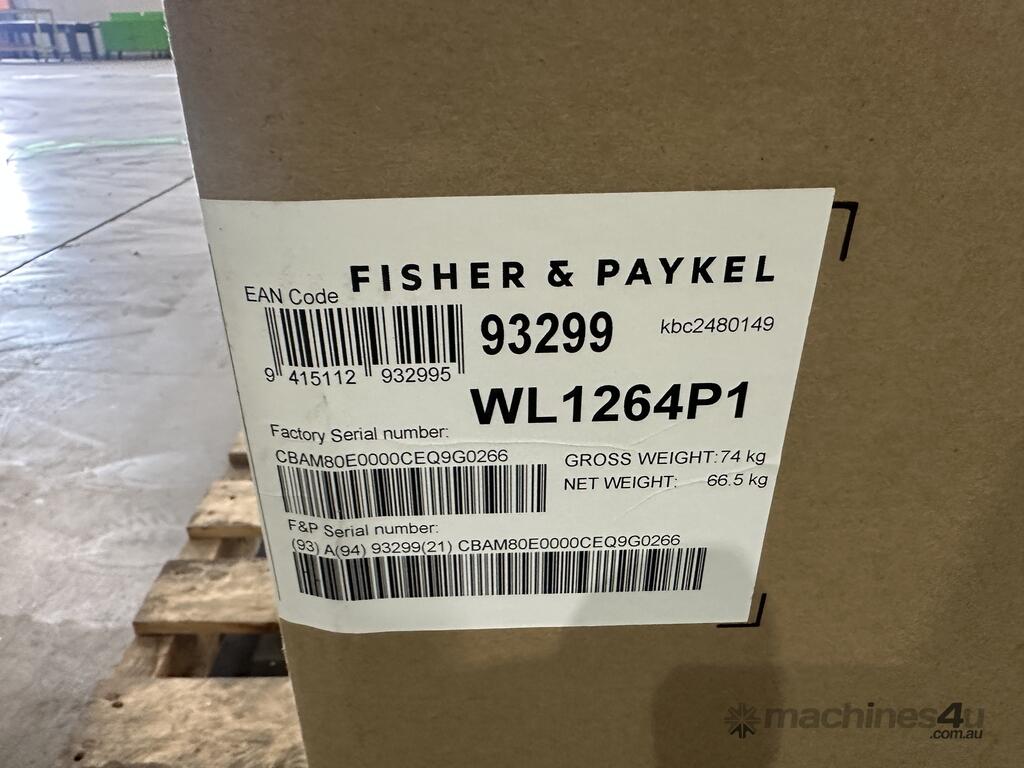 FISHER & PAYKEL
EAN Code
93299
kbc2480149
9 415112 932995
WL1264P1
Factory Serial number:
CBAM80E0000CEQ9G0266
GROSS WEIGHT: 74 kg
NET WEIGHT: 66.5 kg
F&P Serial number:
(93) A(94) 93299(21) CBAM80E0000CEQ9G0266
machines4u
.com.au